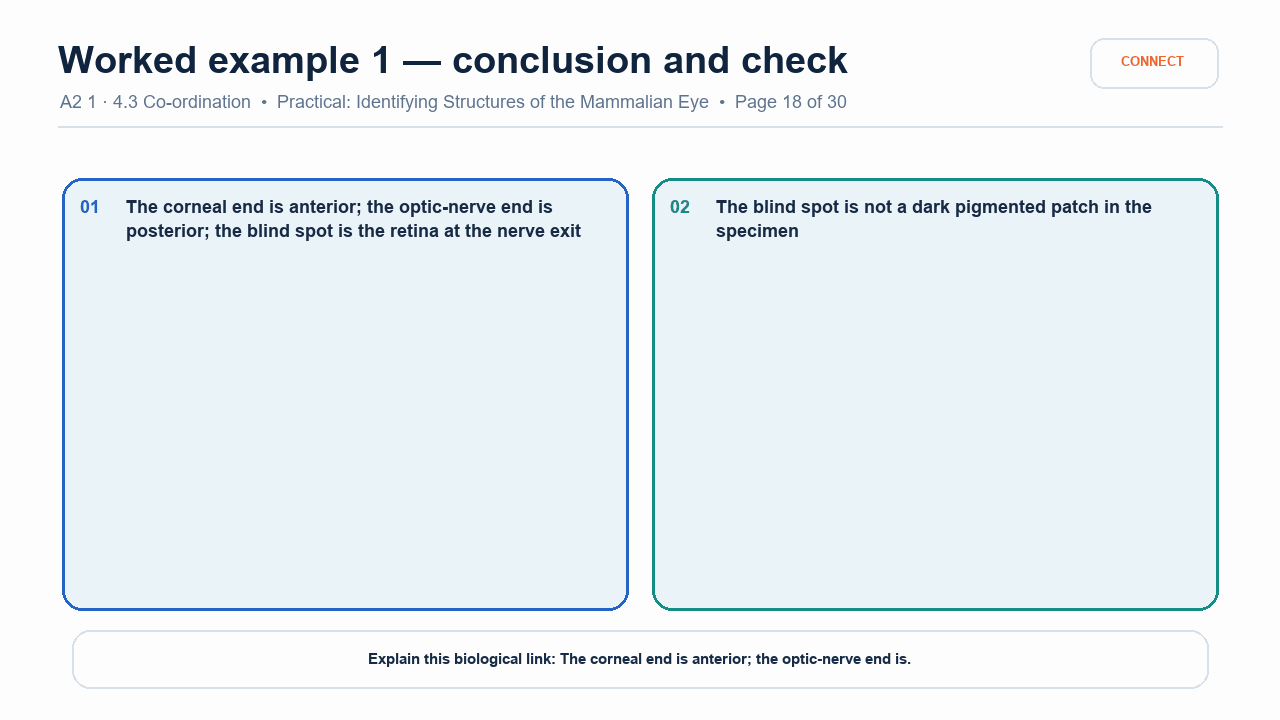 Worked example 1 — conclusion and check
CONNECT
A2 1 · 4.3 Co-ordination • Practical: Identifying Structures of the Mammalian Eye • Page 18 of 30
01 The corneal end is anterior; the optic-nerve end is
posterior; the blind spot is the retina at the nerve exit
02 The blind spot is not a dark pigmented patch in the
specimen
Explain this biological link: The corneal end is anterior; the optic-nerve end is.